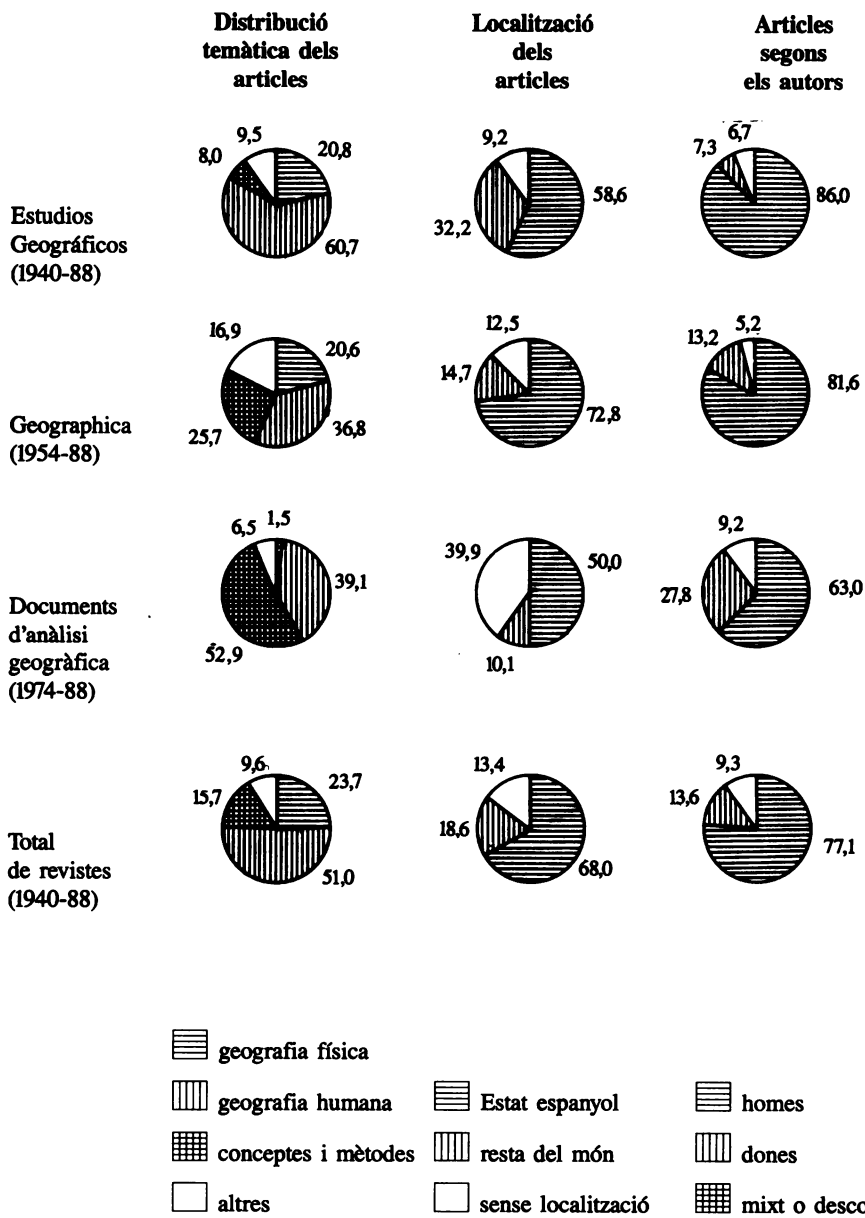 Distribució
temàtica dels
articles
Localització
dels
articles
Articles
segons
els autors
Estudios
Geográficos
(1940-88)
8,0
9,5
20,8
60,7
9,2
58,6
32,2
7,3
6,7
86,0
Geographica
(1954-88)
16,9
20,6
25,7
36,8
12,5
14,7
72,8
13,2
5,2
81,6
Documents
d'anàlisi
geogràfica
(1974-88)
6,5
1,5
39,1
52,9
39,9
50,0
10,1
9,2
27,8
63,0
Total
de revistes
(1940-88)
9,6
15,7
23,7
51,0
13,4
18,6
68,0
9,3
13,6
77,1
geografia física
geografia humana
conceptes i mètodes
altres
Estat espanyol
resta del món
sense localització
homes
dones
mixt o desco